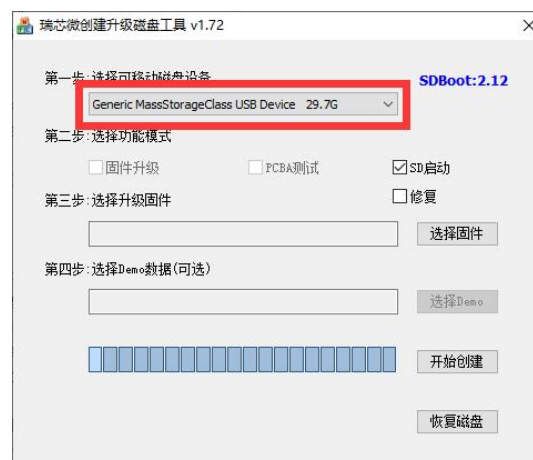 瑞芯微创建升级磁盘工具 v1.72
第一步:选择可移动磁盘设备
SDBoot:2.12
Generic MassStorageClass USB Device 29.7G
第二步:选择功能模式
固件升级 PCBA测试 SD启动
第三步:选择升级固件 修复
选择固件
第四步:选择Demo数据(可选)
选择Demo
开始创建
恢复磁盘